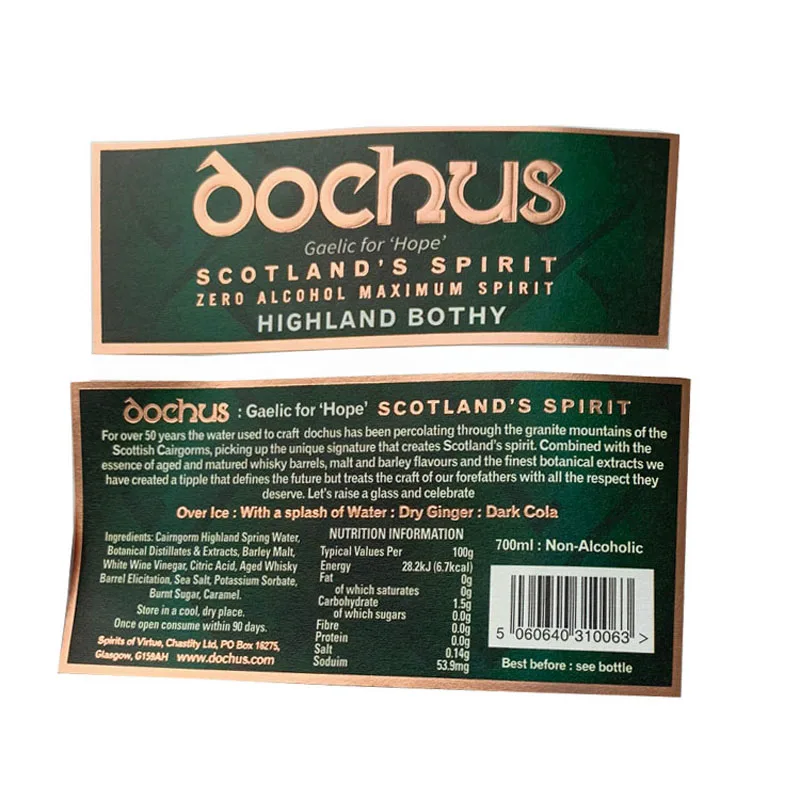 dochus
Gaelic for 'Hope'
SCOTLAND'S SPIRIT
ZERO ALCOHOL MAXIMUM SPIRIT
HIGHLAND BOTHY
dochus : Gaelic for 'Hope' SCOTLAND'S SPIRIT
For over 50 years the water used to craft dochus has been percolating through the granite mountains of the
Scottish Cairgorms, picking up the unique signature that creates Scotland's spirit. Combined with the
essence of aged and matured whisky barrels, malt and barley flavours and the finest botanical extracts we
have created a tipple that defines the future but treats the craft of our forefathers with all the respect they
deserve. Let's raise a glass and celebrate
Over Ice : With a splash of Water : Dry Ginger : Dark Cola
Ingredients: Cairngorm Highland Spring Water,
Botanical Distillates & Extracts, Barley Malt,
White Wine Vinegar, Citric Acid, Aged Whisky
Barrel Elicitation, Sea Salt, Potassium Sorbate,
Burnt Sugar, Caramel.
Store in a cool, dry place.
Once open consume within 90 days.
Spirits of Virtue, Chastity Ltd, PO Box 16275,
Glasgow, G159AH www.dochus.com
NUTRITION INFORMATION
Typical Values Per 100g
Energy 28.2kJ (6.7kcal)
Fat 0g
of which saturates 0g
Carbohydrate 1.5g
of which sugars 0.0g
Fibre 0.0g
Protein 0.0g
Salt 0.14g
Soduim 53.9mg
700ml : Non-Alcoholic
5 060640 310063 >
Best before : see bottle